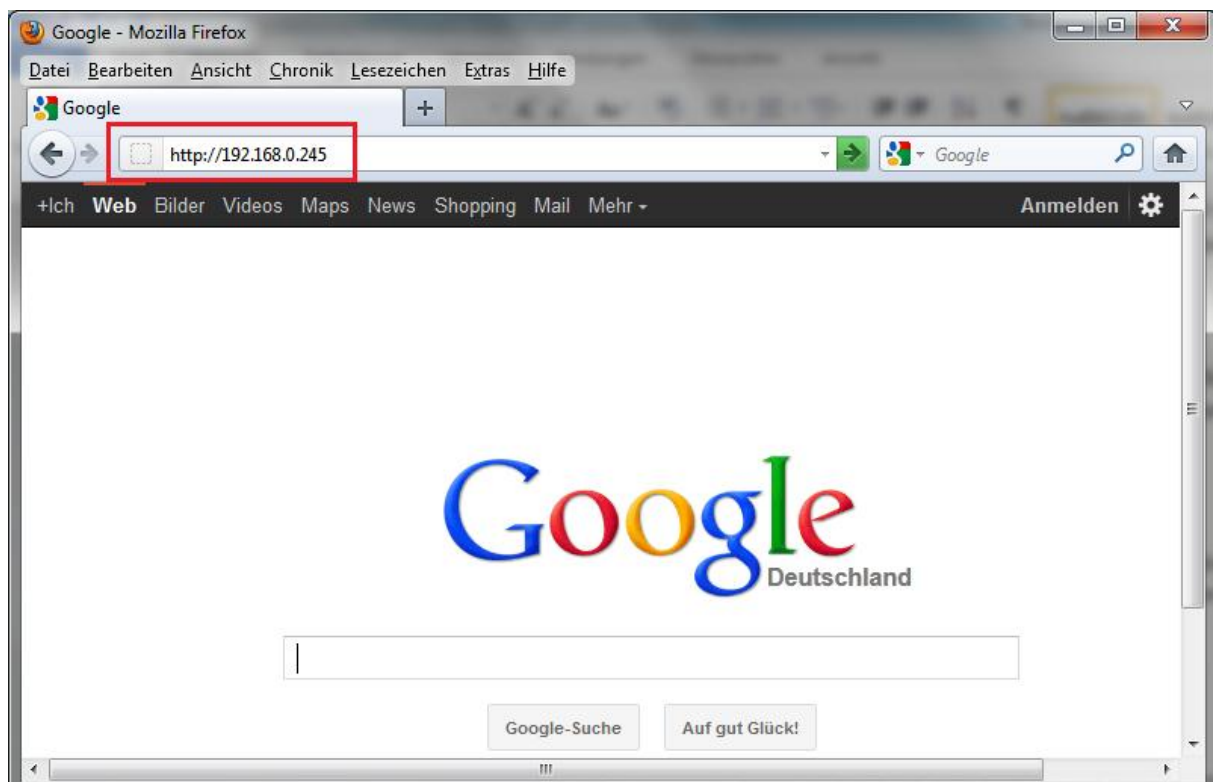 Google - Mozilla Firefox
Datei Bearbeiten Ansicht Chronik Lesezeichen Extras Hilfe
Google
http://192.168.0.245 Google
+Ich Web Bilder Videos Maps News Shopping Mail Mehr Anmelden
Google
Deutschland
Google-Suche Auf gut Glück!